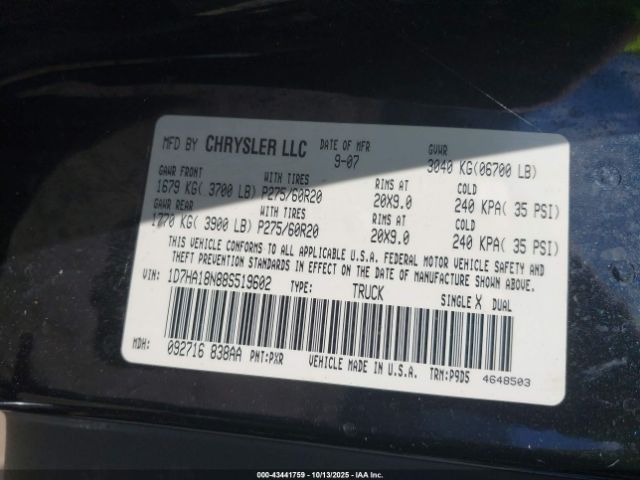 MFD BY CHRYSLER LLC DATE OF MFR 9-07 GVWR 3040 KG(06700 LB)
GAWR FRONT WITH TIRES RIMS AT COLD
1679 KG( 3700 LB) P275/60R20 20X9.0 240 KPA( 35 PSI)
GAWR REAR WITH TIRES RIMS AT COLD
1770 KG( 3900 LB) P275/60R20 20X9.0 240 KPA( 35 PSI)
THIS VEHICLE CONFORMS TO ALL APPLICABLE U.S.A. FEDERAL MOTOR VEHICLE SAFETY AND
THEFT PREVENTION STANDARDS IN EFFECT ON THE DATE OF MANUFACTURE SHOWN ABOVE.
VIN: 1D7HA18N88S519602 TYPE: TRUCK SINGLE X DUAL
MDH: 092716 838AA PNT:PXR VEHICLE MADE IN U.S.A. TRM:P9D5
4648503
000-43441759 | 10/13/2025 | IAA Inc.